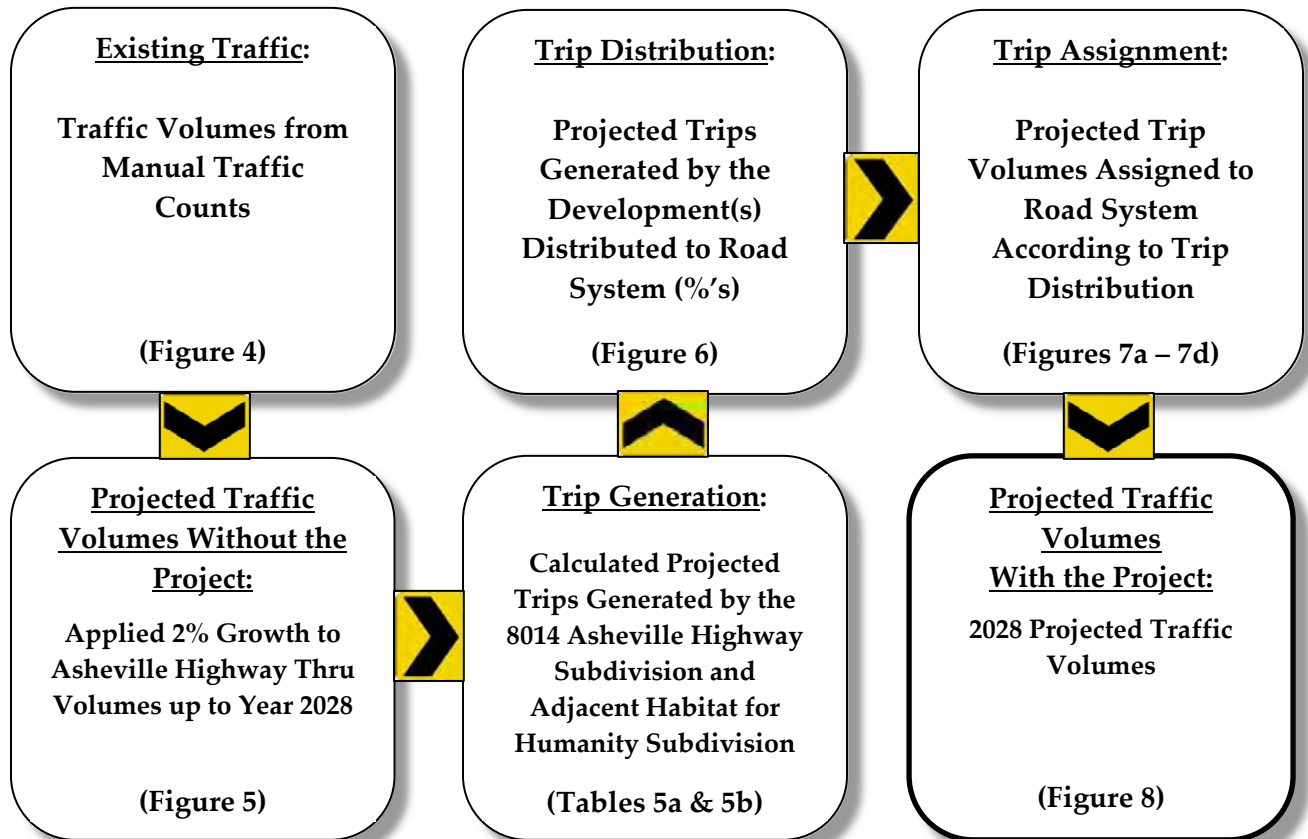 Existing Traffic:
Traffic Volumes from
Manual Traffic
Counts
(Figure 4)
Projected Traffic
Volumes Without the
Project:
Applied 2% Growth to
Asheville Highway Thru
Volumes up to Year 2028
(Figure 5)
Trip Generation:
Calculated Projected
Trips Generated by the
8014 Asheville Highway
Subdivision and
Adjacent Habitat for
Humanity Subdivision
(Tables 5a & 5b)
Trip Distribution:
Projected Trips
Generated by the
Development(s)
Distributed to Road
System (%'s)
(Figure 6)
Trip Assignment:
Projected Trip
Volumes Assigned to
Road System
According to Trip
Distribution
(Figures 7a – 7d)
Projected Traffic
Volumes
With the Project:
2028 Projected Traffic
Volumes
(Figure 8)